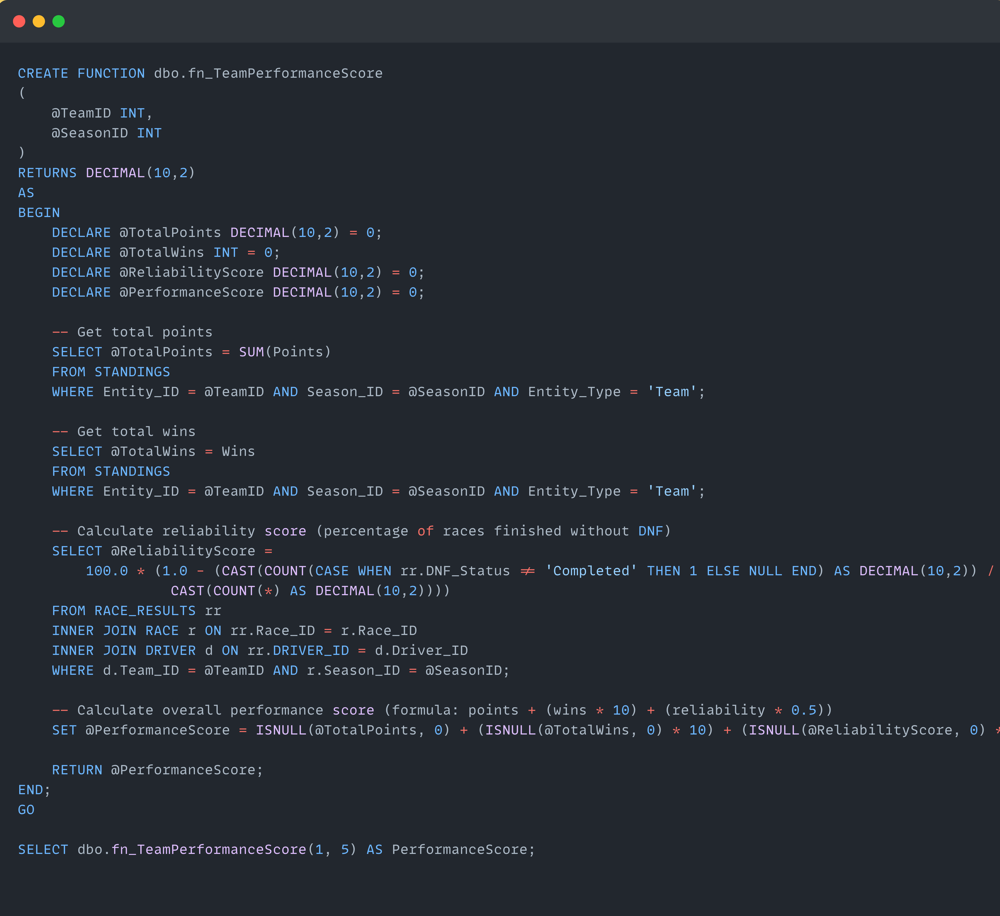 CREATE FUNCTION dbo.fn_TeamPerformanceScore
(
    @TeamID INT,
    @SeasonID INT
)
RETURNS DECIMAL(10,2)
AS
BEGIN
    DECLARE @TotalPoints DECIMAL(10,2) = 0;
    DECLARE @TotalWins INT = 0;
    DECLARE @ReliabilityScore DECIMAL(10,2) = 0;
    DECLARE @PerformanceScore DECIMAL(10,2) = 0;

    -- Get total points
    SELECT @TotalPoints = SUM(Points)
    FROM STANDINGS
    WHERE Entity_ID = @TeamID AND Season_ID = @SeasonID AND Entity_Type = 'Team';

    -- Get total wins
    SELECT @TotalWins = Wins
    FROM STANDINGS
    WHERE Entity_ID = @TeamID AND Season_ID = @SeasonID AND Entity_Type = 'Team';

    -- Calculate reliability score (percentage of races finished without DNF)
    SELECT @ReliabilityScore =
        100.0 * (1.0 - (CAST(COUNT(CASE WHEN rr.DNF_Status != 'Completed' THEN 1 ELSE NULL END) AS DECIMAL(10,2)) /
                  CAST(COUNT(*) AS DECIMAL(10,2))))
    FROM RACE_RESULTS rr
    INNER JOIN RACE r ON rr.Race_ID = r.Race_ID
    INNER JOIN DRIVER d ON rr.DRIVER_ID = d.Driver_ID
    WHERE d.Team_ID = @TeamID AND r.Season_ID = @SeasonID;

    -- Calculate overall performance score (formula: points + (wins * 10) + (reliability * 0.5))
    SET @PerformanceScore = ISNULL(@TotalPoints, 0) + (ISNULL(@TotalWins, 0) * 10) + (ISNULL(@ReliabilityScore, 0) *

    RETURN @PerformanceScore;
END;
GO

SELECT dbo.fn_TeamPerformanceScore(1, 5) AS PerformanceScore;